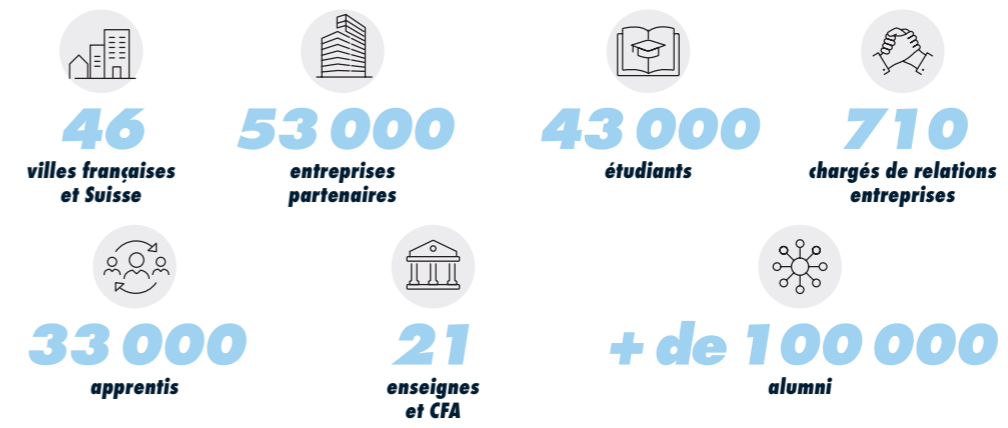 46
villes françaises
et Suisse
53 000
entreprises
partenaires
43 000
étudiants
710
chargés de relations
entreprises
33 000
apprentis
21
enseignes
et CFA
+ de 100 000
alumni